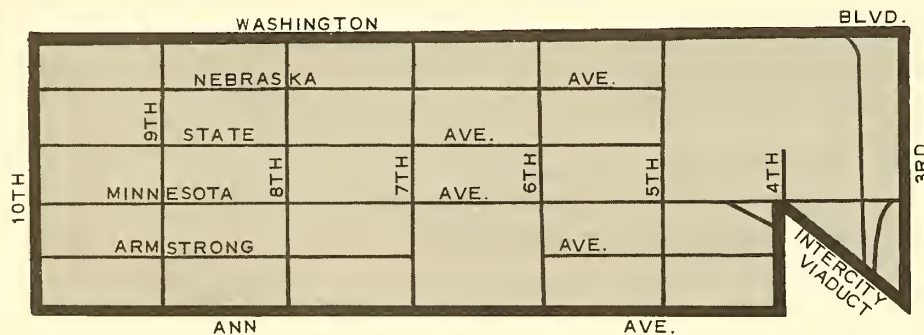 WASHINGTON BLVD.
NEBRASKA AVE.
9TH
STATE AVE.
10TH
MINNESOTA AVE.
8TH
7TH
6TH
5TH
4TH
3RD
ARMSTRONG AVE.
INTERCITY
VIADUCT
ANN AVE.